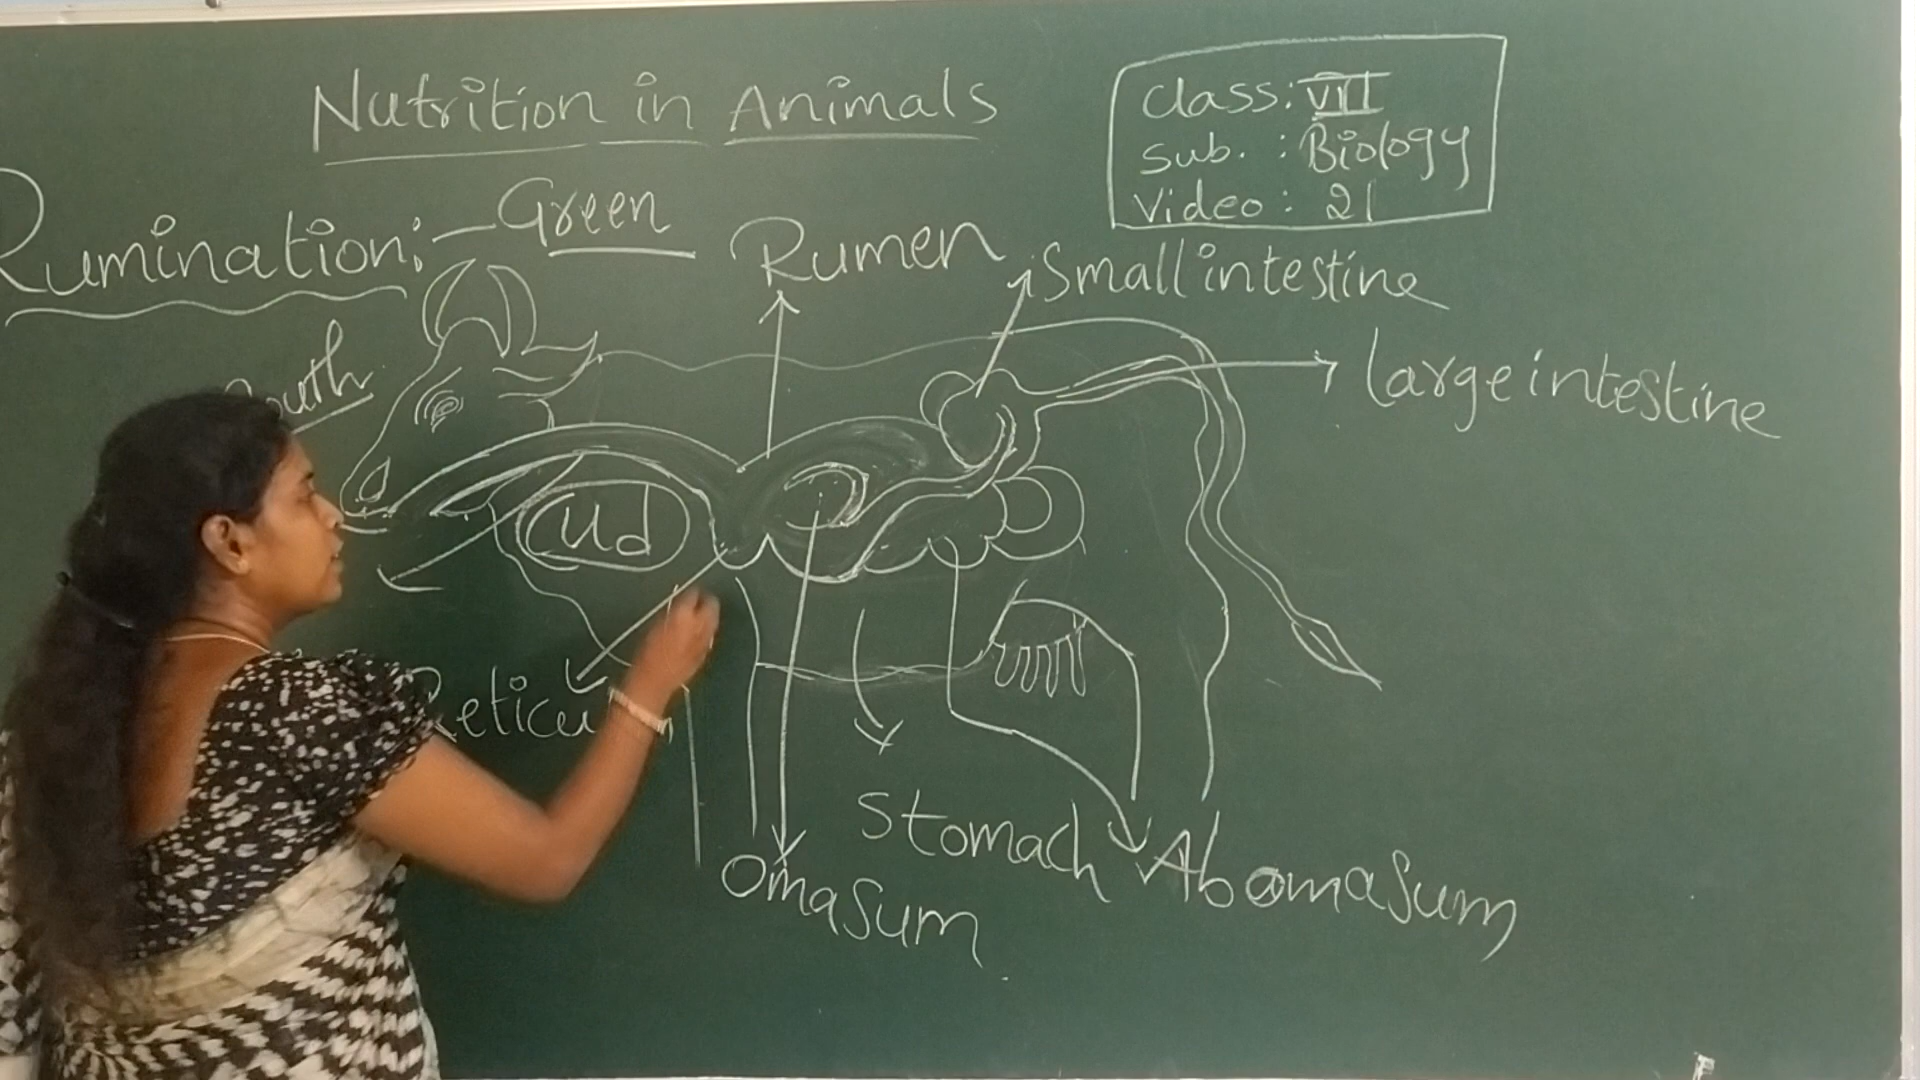 Nutrition in Animals
Class: VII
Sub. : Biology
Video : 21
Rumination:- Green
Rumen
Small intestine
Large intestine
Stomach
Omasum
Abomasum